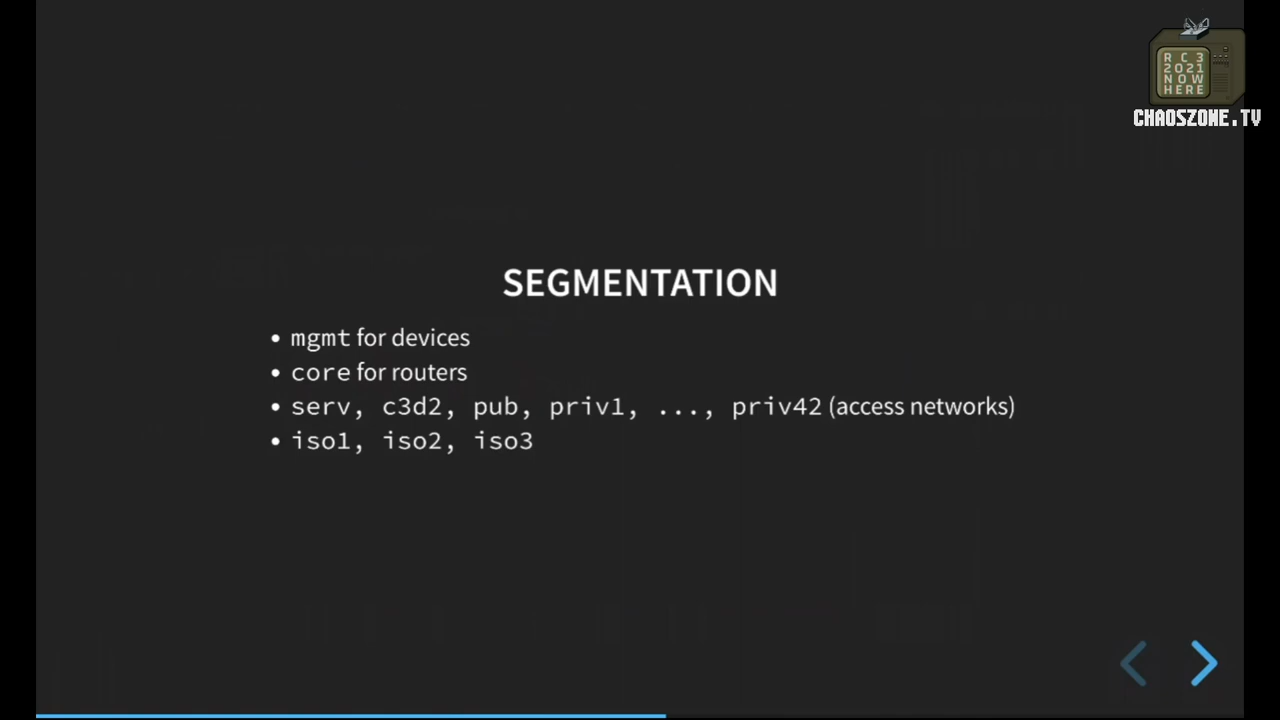 RC3
2021
NOW
HERE
CHAOSZONE.TV
SEGMENTATION
• mgmt for devices
• core for routers
• serv, c3d2, pub, priv1, ..., priv42 (access networks)
• iso1, iso2, iso3